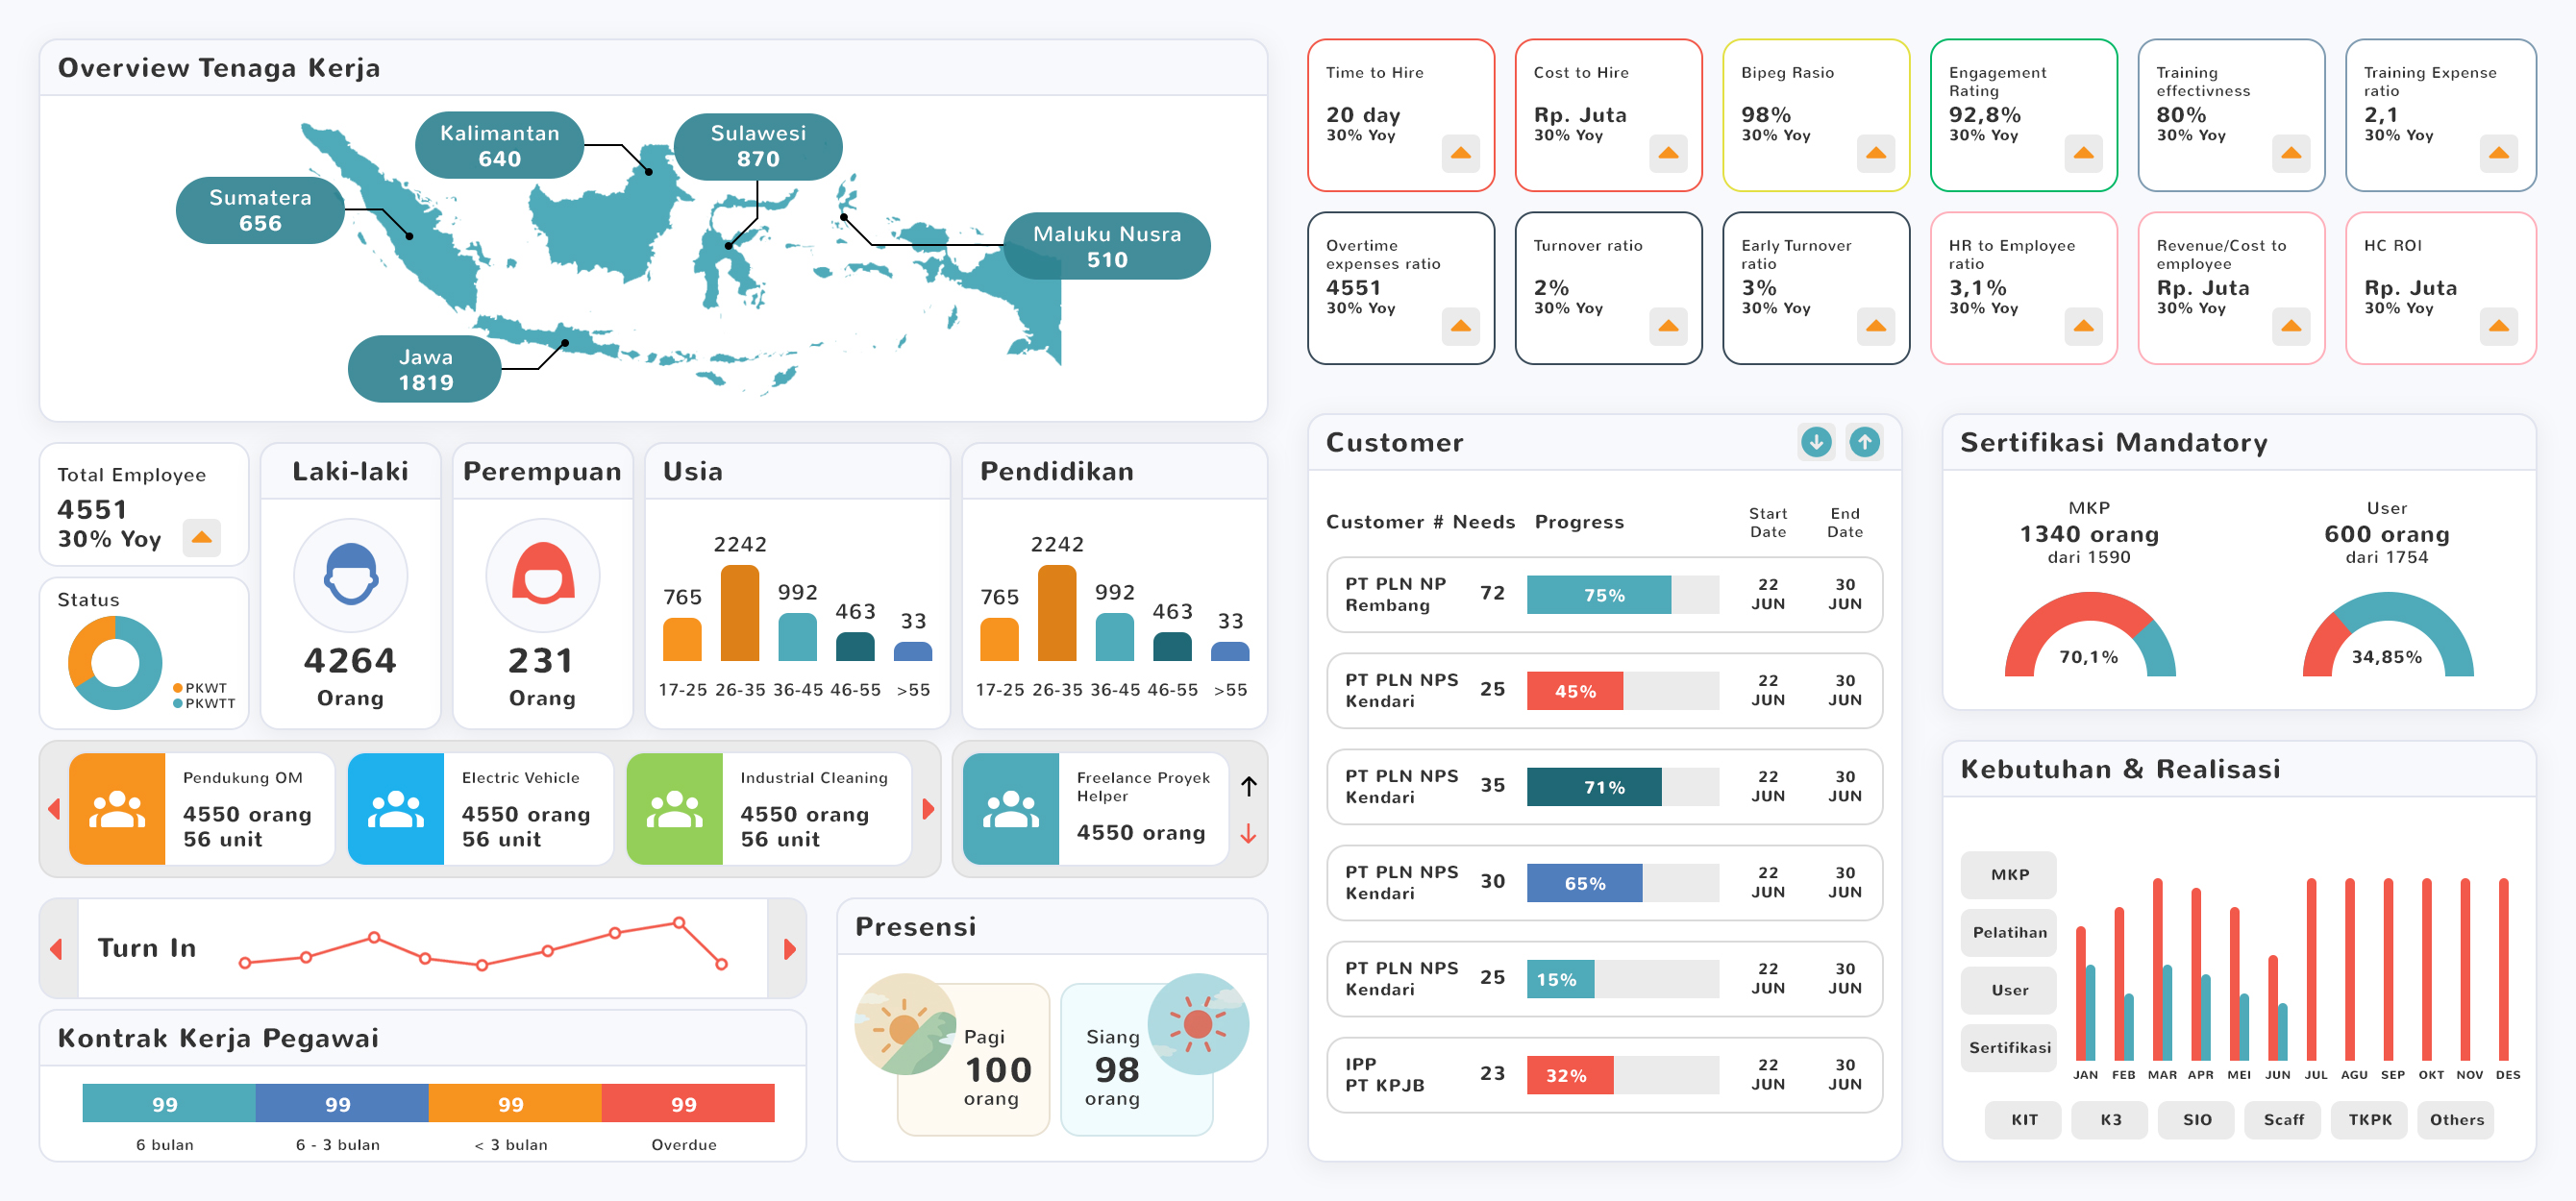 Overview Tenaga Kerja
Kalimantan
640
Sulawesi
870
Sumatera
656
Maluku Nusra
510
Jawa
1819
Time to Hire
20 day
30% Yoy
Cost to Hire
Rp. Juta
30% Yoy
Bipeg Rasio
98%
30% Yoy
Engagement
Rating
92,8%
30% Yoy
Training
effectivness
80%
30% Yoy
Training Expense
ratio
2,1
30% Yoy
Overtime
expenses ratio
4551
30% Yoy
Turnover ratio
2%
30% Yoy
Early Turnover
ratio
3%
30% Yoy
HR to Employee
ratio
3,1%
30% Yoy
Revenue/Cost to
employee
Rp. Juta
30% Yoy
HC ROI
Rp. Juta
30% Yoy
Total Employee
4551
30% Yoy
Status
PKWT
PKWTT
Laki-laki
4264
Orang
Perempuan
231
Orang
Usia
765 2242 992 463 33
17-25 26-35 36-45 46-55 >55
Pendidikan
765 2242 992 463 33
17-25 26-35 36-45 46-55 >55
Pendukung OM
4550 orang
56 unit
Electric Vehicle
4550 orang
56 unit
Industrial Cleaning
4550 orang
56 unit
Freelance Proyek
Helper
4550 orang
Turn In
Kontrak Kerja Pegawai
99 99 99 99
6 bulan 6 - 3 bulan < 3 bulan Overdue
Presensi
Pagi
100
orang
Siang
98
orang
Customer
Customer # Needs Progress Start Date End Date
PT PLN NP
Rembang
72 75% 22 JUN 30 JUN
PT PLN NPS
Kendari
25 45% 22 JUN 30 JUN
PT PLN NPS
Kendari
35 71% 22 JUN 30 JUN
PT PLN NPS
Kendari
30 65% 22 JUN 30 JUN
PT PLN NPS
Kendari
25 15% 22 JUN 30 JUN
IPP
PT KPJB
23 32% 22 JUN 30 JUN
Sertifikasi Mandatory
MKP
1340 orang
dari 1590
70,1%
User
600 orang
dari 1754
34,85%
Kebutuhan & Realisasi
MKP
Pelatihan
User
Sertifikasi
JAN FEB MAR APR MEI JUN JUL AGU SEP OKT NOV DES
KIT K3 SIO Scaff TKPK Others